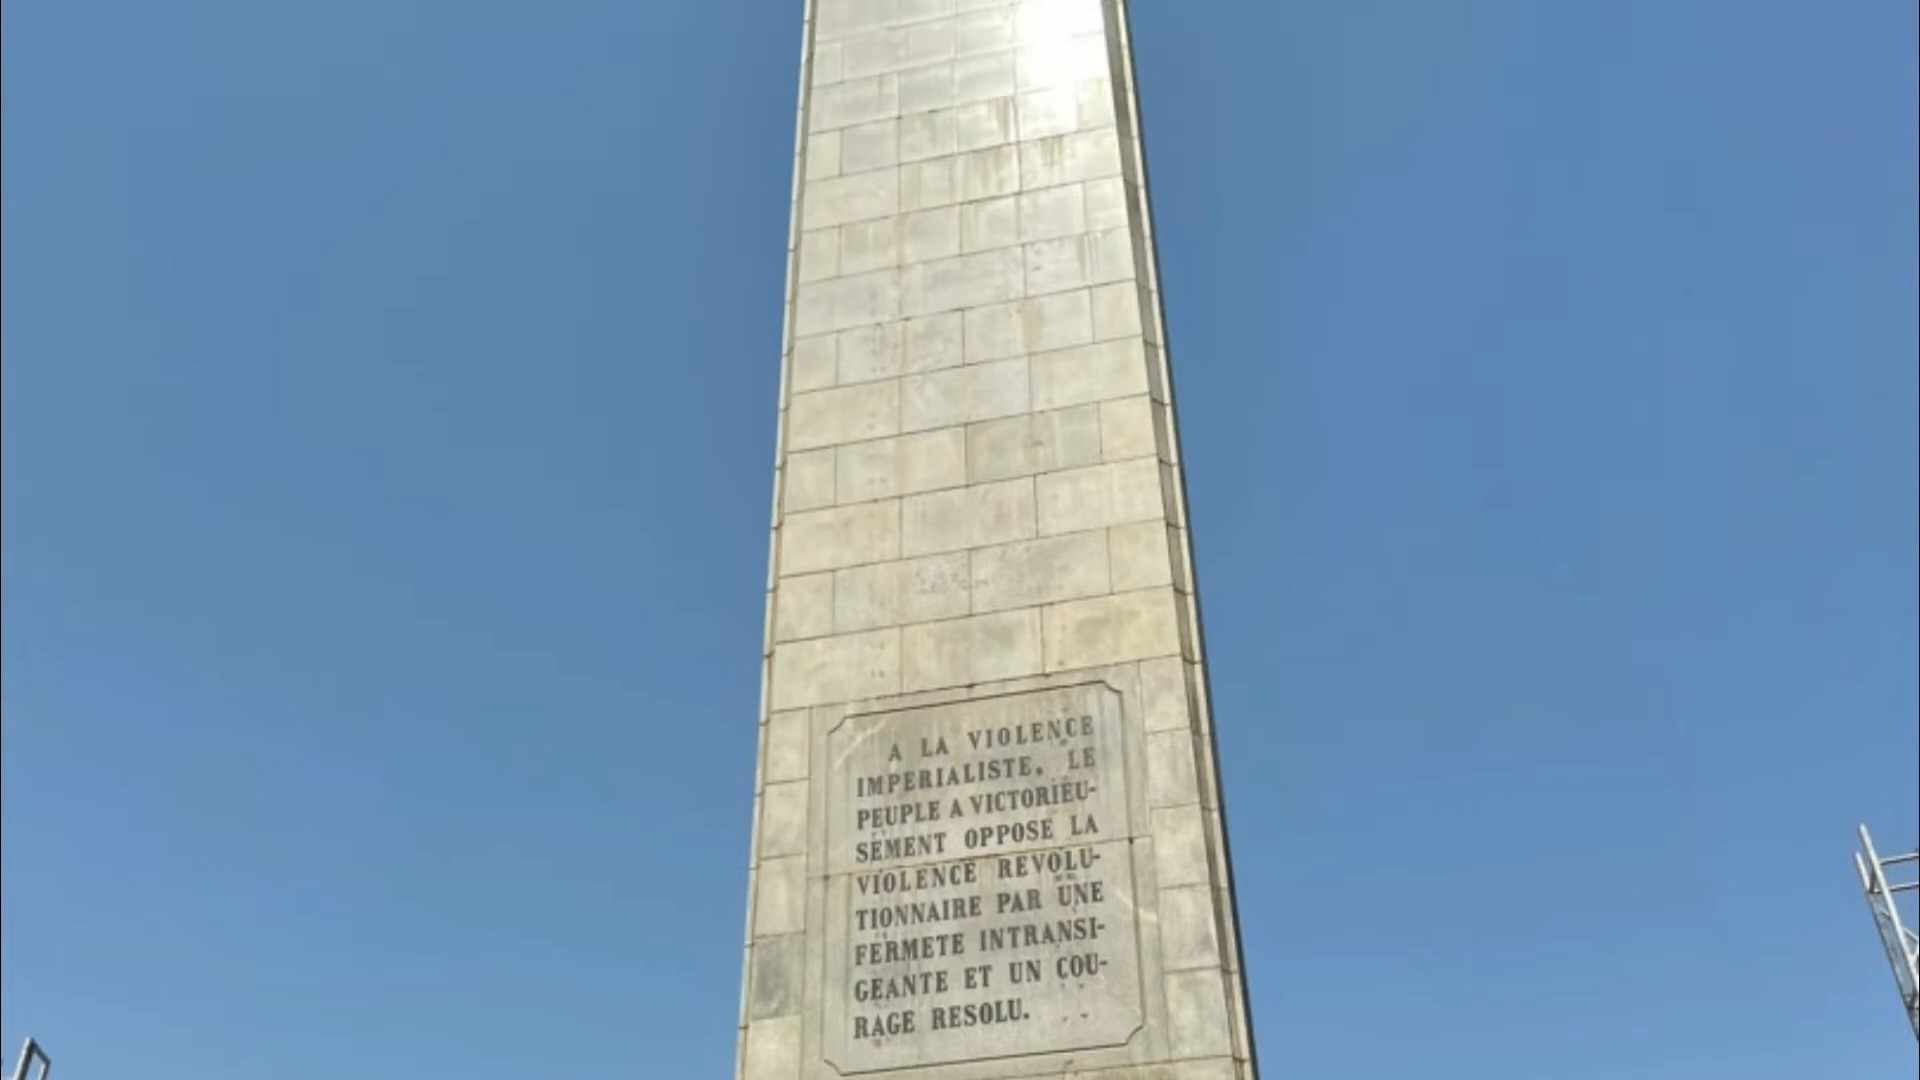 A LA VIOLENCE
IMPERIALISTE, LE
PEUPLE A VICTORIEU-
SEMENT OPPOSE LA
VIOLENCE REVOLU-
TIONNAIRE PAR UNE
FERMETE INTRANSI-
GEANTE ET UN COU-
RAGE RESOLU.